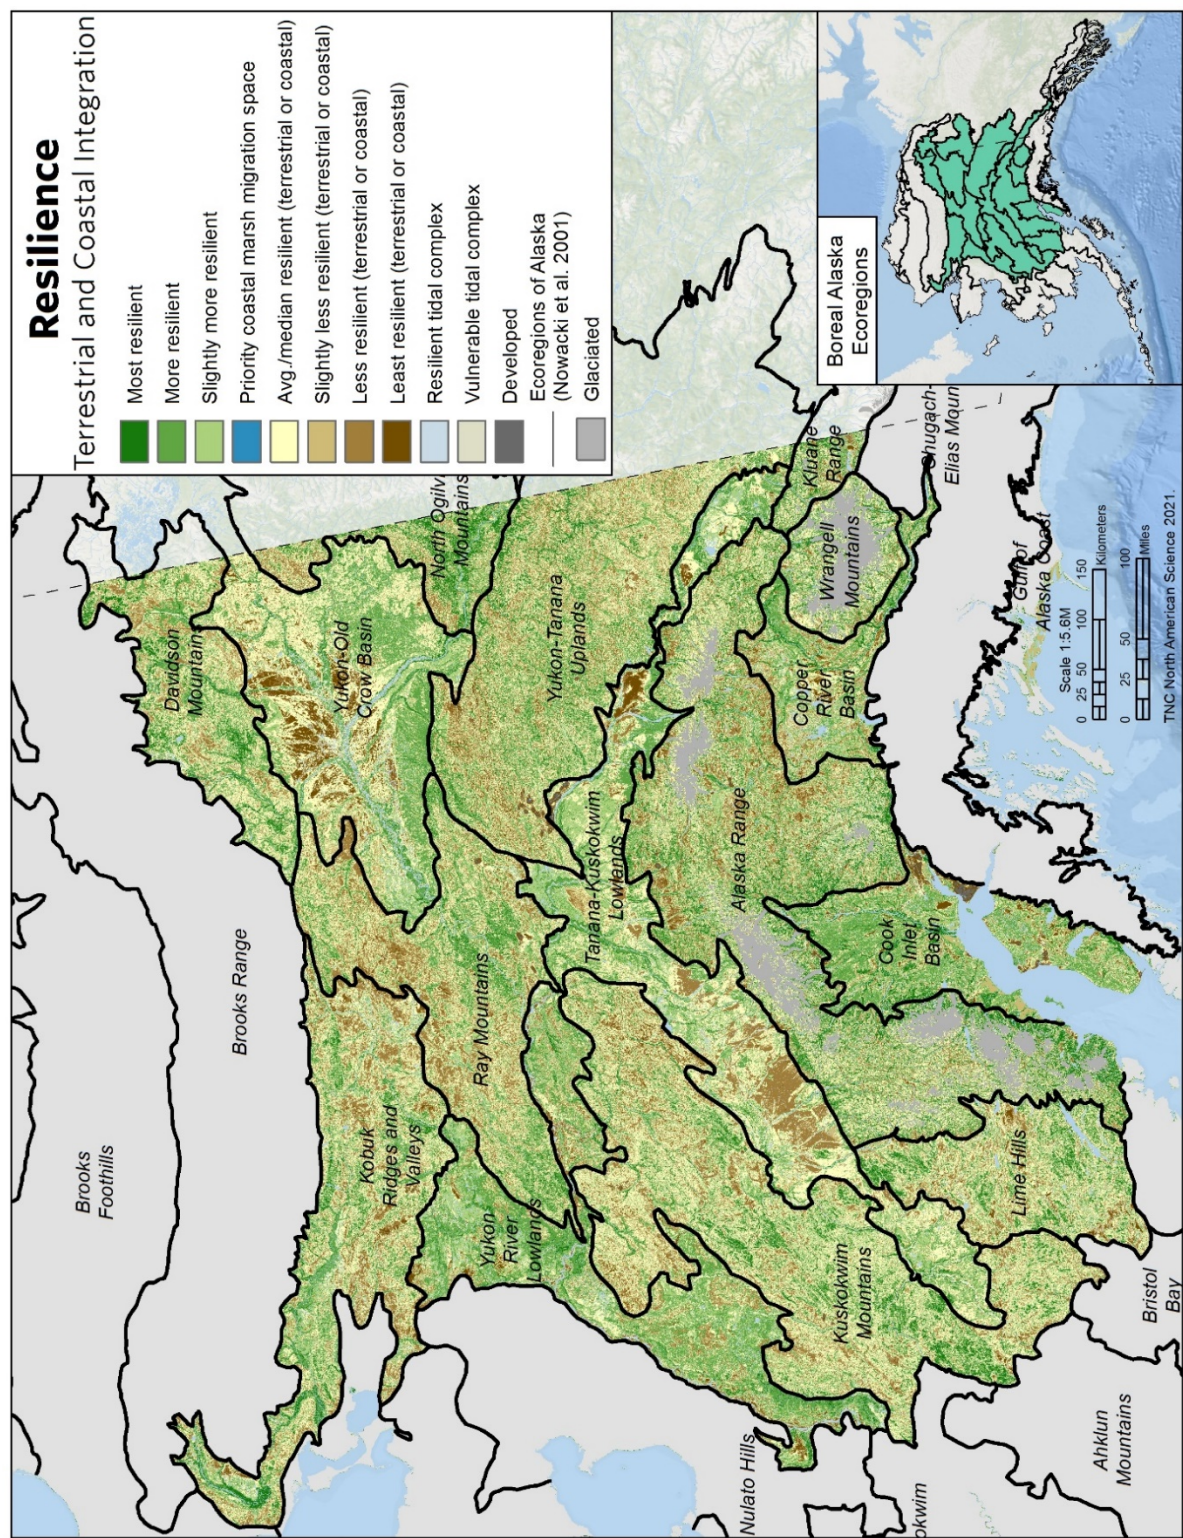 Resilience
Terrestrial and Coastal Integration
Most resilient
More resilient
Slightly more resilient
Priority coastal marsh migration space
Avg./median resilient (terrestrial or coastal)
Slightly less resilient (terrestrial or coastal)
Less resilient (terrestrial or coastal)
Least resilient (terrestrial or coastal)
Resilient tidal complex
Vulnerable tidal complex
Developed
Ecoregions of Alaska
(Nowacki et al. 2001)
Glaciated
Brooks
Foothills
Brooks Range
Davidson
Mountain
Yukon-Old
Crow Basin
North Ogilv
Mountains
Kobuk
Ridges and
Valleys
Ray Mountains
Yukon-Tanana
Uplands
Yukon
River
Lowlands
Tanana-Kuskokwim
Lowlands
Kluane
Range
Wrangell
Mountains
Copper
River
Basin
Alaska Range
Cook
Inlet
Basin
Chugach-
Elias Moun
Gulf of
Alaska Coast
Nulato Hills
Kuskokwim
Mountains
Lime Hills
okwim
Ahklun
Mountains
Bristol
Bay
Scale 1:5.6M
0 25 50 100 150
Kilometers
0 25 50 100
Miles
TNC North American Science 2021.
Boreal Alaska
Ecoregions